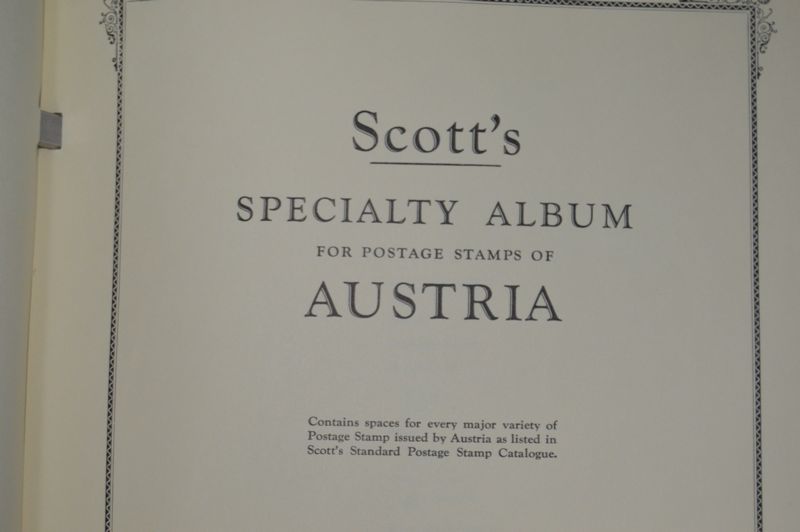 Scott's
SPECIALTY ALBUM
FOR POSTAGE STAMPS OF
AUSTRIA
Contains spaces for every major variety of
Postage Stamp issued by Austria as listed in
Scott's Standard Postage Stamp Catalogue.